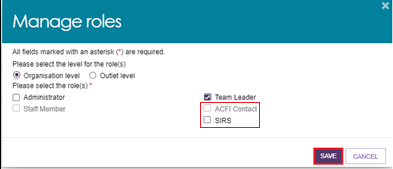 Manage roles
All fields marked with an asterisk (*) are required.
Please select the level for the role(s)
Organisation level Outlet level
Please select the role(s) *
Administrator Team Leader
Staff Member ACFI Contact
SIRS
SAVE CANCEL